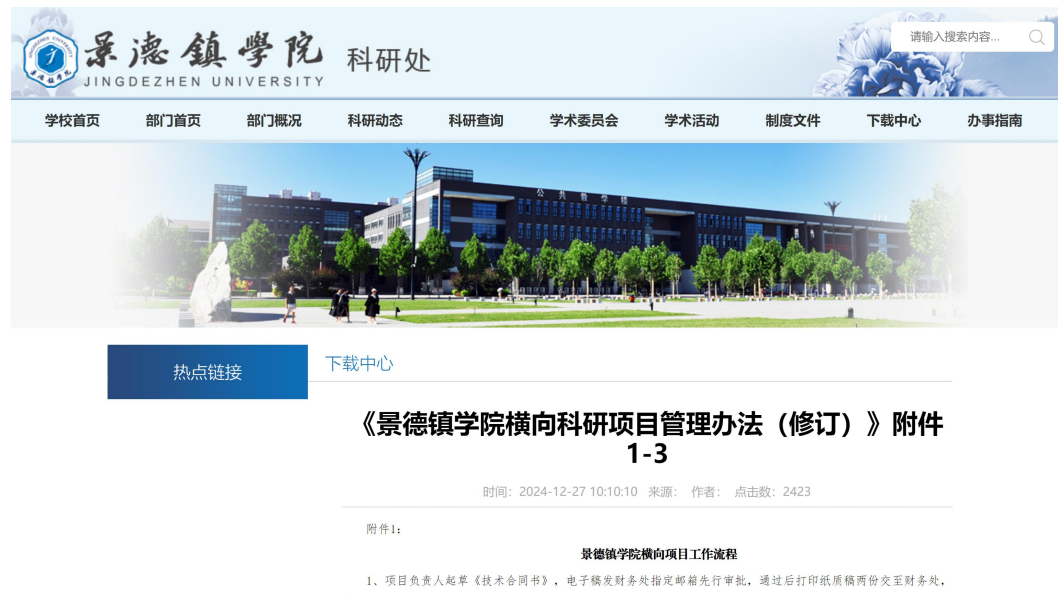 景德鎮學院 科研处
JINGDEZHEN UNIVERSITY
请输入搜索内容...
学校首页 部门首页 部门概况 科研动态 科研查询 学术委员会 学术活动 制度文件 下载中心 办事指南
公共教学楼
热点链接
下载中心
《景德镇学院横向科研项目管理办法（修订）》附件
1-3
时间：2024-12-27 10:10:10 来源： 作者： 点击数：2423
附件1:
景德镇学院横向项目工作流程
1、项目负责人起草《技术合同书》，电子稿发财务处指定邮箱先行审批，通过后打印纸质稿两份交至财务处，